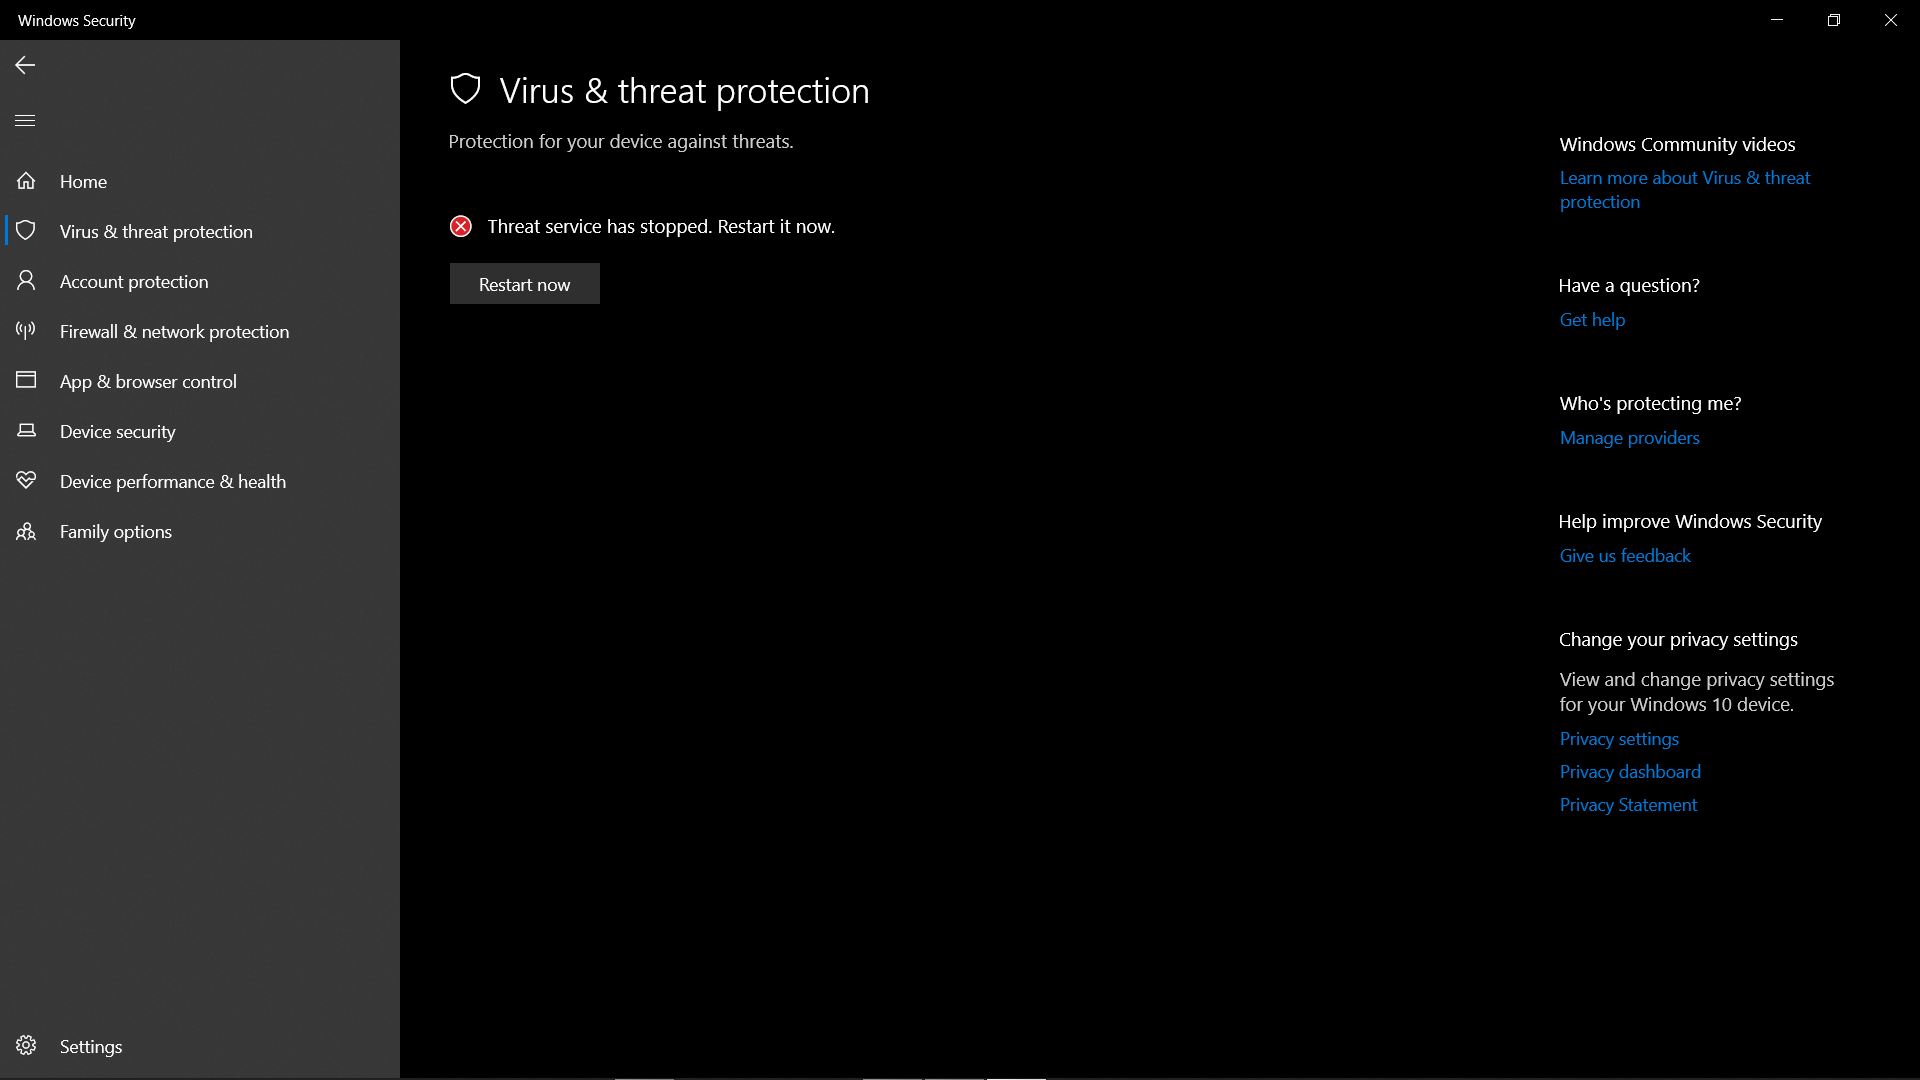 Windows Security
Home
Virus & threat protection
Account protection
Firewall & network protection
App & browser control
Device security
Device performance & health
Family options
Settings
Virus & threat protection
Protection for your device against threats.
Threat service has stopped. Restart it now.
Restart now
Windows Community videos
Learn more about Virus & threat
protection
Have a question?
Get help
Who's protecting me?
Manage providers
Help improve Windows Security
Give us feedback
Change your privacy settings
View and change privacy settings
for your Windows 10 device.
Privacy settings
Privacy dashboard
Privacy Statement